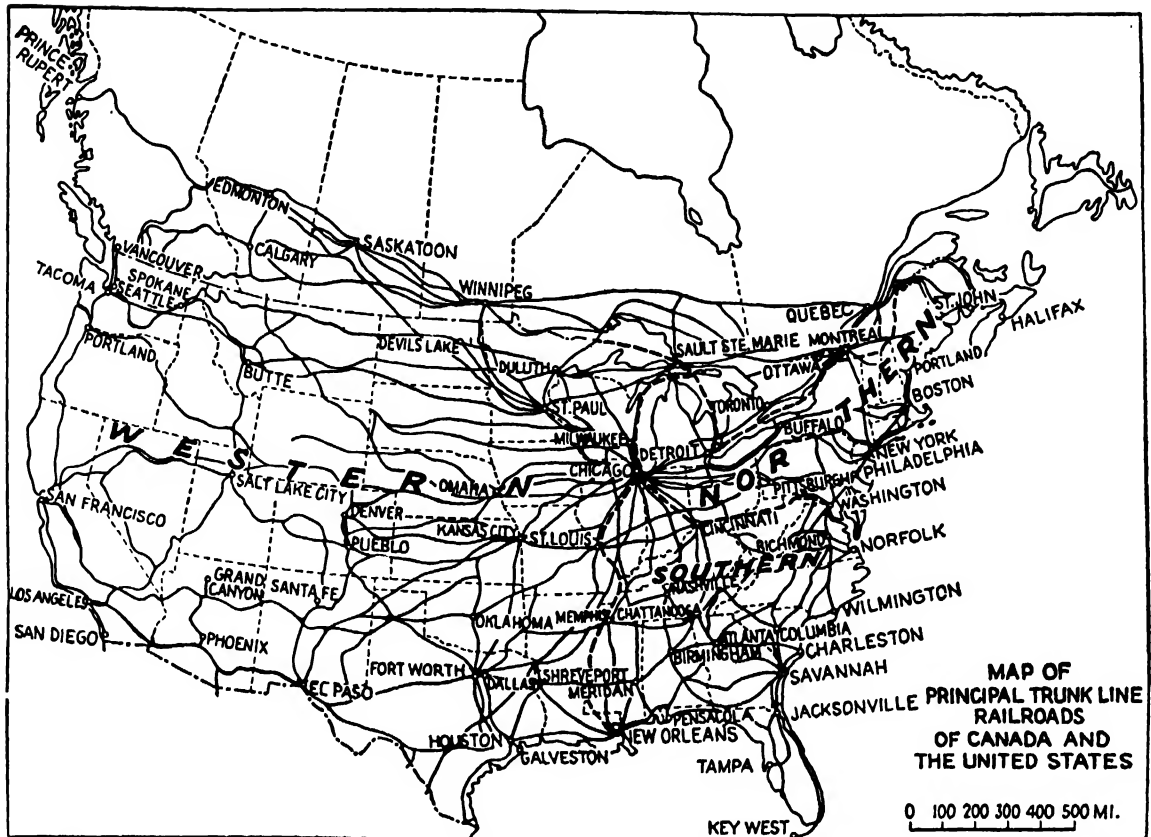 PRINCE
RUPERT
EDMONTON
SASKATOON
CALGARY
VANCOUVER
WINNIPEG
TACOMA
SPOKANE
SEATTLE
QUEBEC
ST. JOHN
HALIFAX
PORTLAND
DEVILS LAKE
SAULT STE. MARIE
MONTREAL
DULUTH
OTTAWA
PORTLAND
BUTTE
BOSTON
ST. PAUL
TORONTO
BUFFALO
MILWAUKEE
DETROIT
NEW YORK
CHICAGO
PHILADELPHIA
PITTSBURGH
WESTERN
NORTHERN
SALT LAKE CITY
OMAHA
WASHINGTON
SAN FRANCISCO
DENVER
KANSAS CITY
ST. LOUIS
CINCINNATI
RICHMOND
NORFOLK
PUEBLO
SOUTHERN
GRAND
CANYON
SANTA FE
NASHVILLE
LOS ANGELES
OKLAHOMA
MEMPHIS
CHATTANOOGA
WILMINGTON
SAN DIEGO
PHOENIX
ATLANTA
COLUMBIA
BIRMINGHAM
CHARLESTON
FORT WORTH
SHREVEPORT
SAVANNAH
EL PASO
DALLAS
MERIDIAN
PENSACOLA
JACKSONVILLE
HOUSTON
NEW ORLEANS
GALVESTON
TAMPA
KEY WEST
MAP OF
PRINCIPAL TRUNK LINE
RAILROADS
OF CANADA AND
THE UNITED STATES
0 100 200 300 400 500 MI.